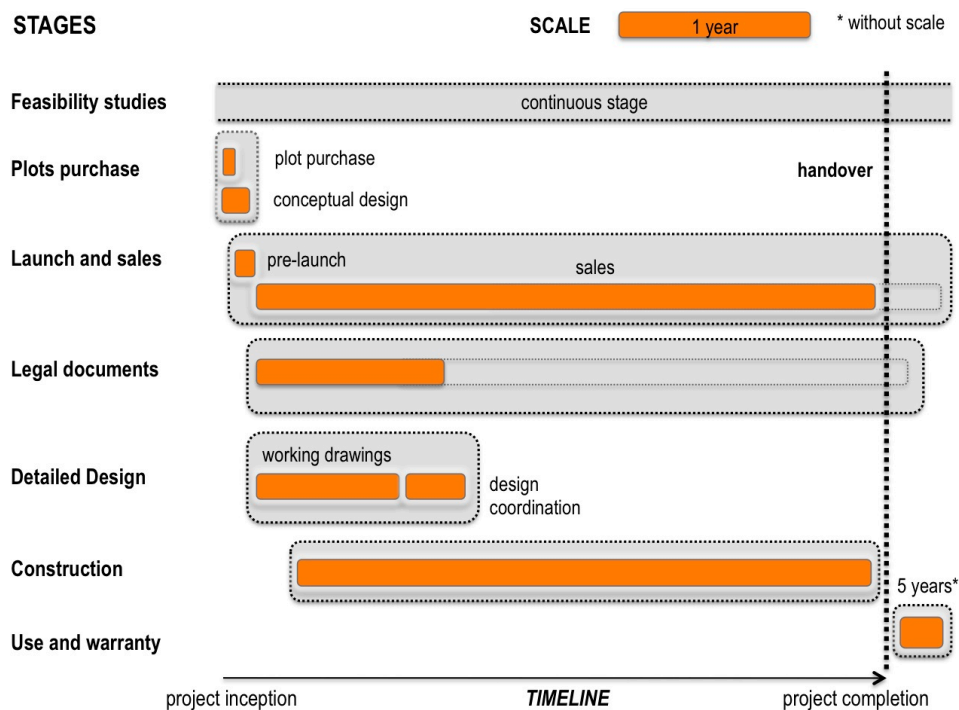 STAGES
SCALE
1 year
* without scale
Feasibility studies
continuous stage
Plots purchase
plot purchase
conceptual design
handover
Launch and sales
pre-launch
sales
Legal documents
Detailed Design
working drawings
design
coordination
Construction
5 years*
Use and warranty
project inception
TIMELINE
project completion